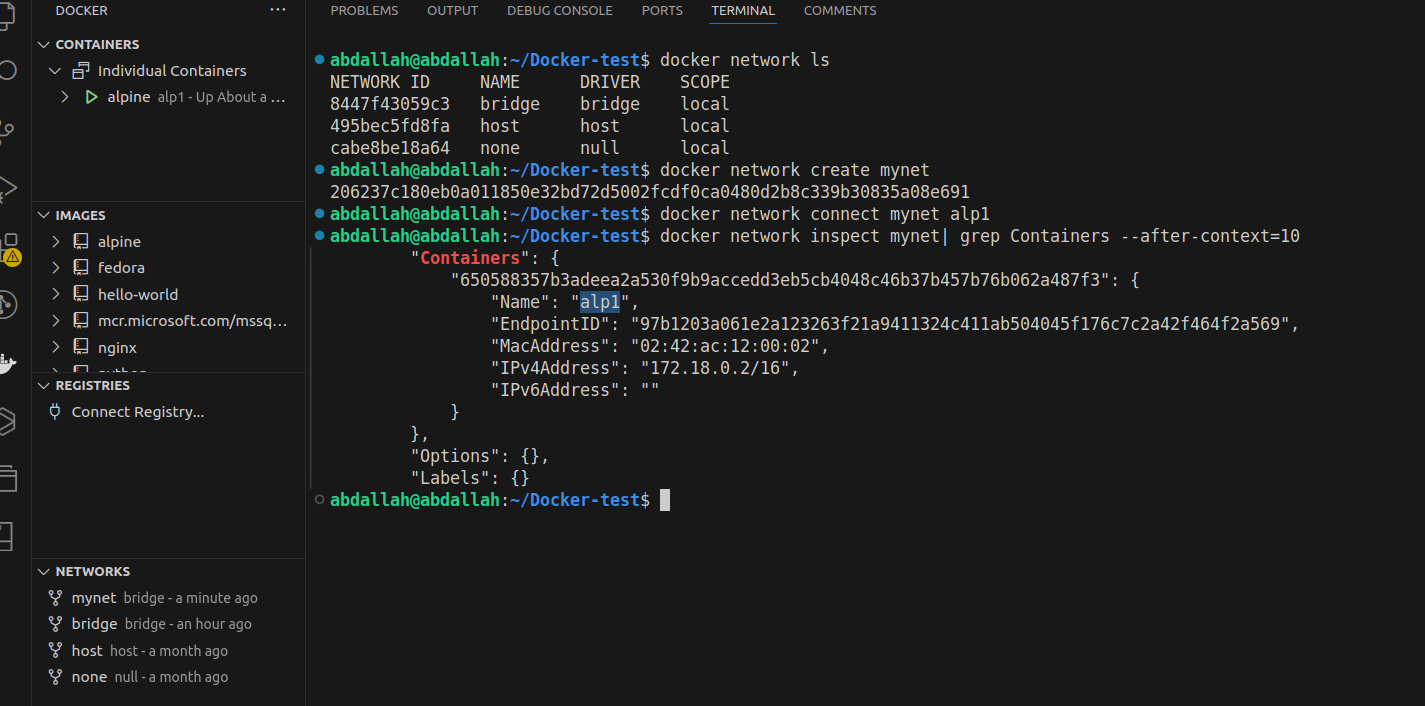 DOCKER
...
CONTAINERS
Individual Containers
alpine alp1 - Up About a ...
IMAGES
alpine
fedora
hello-world
mcr.microsoft.com/mssq...
nginx
REGISTRIES
Connect Registry...
NETWORKS
mynet bridge - a minute ago
bridge bridge - an hour ago
host host - a month ago
none null - a month ago
PROBLEMS OUTPUT DEBUG CONSOLE PORTS TERMINAL COMMENTS
abdallah@abdallah:~/Docker-test$ docker network ls
NETWORK ID NAME DRIVER SCOPE
8447f43059c3 bridge bridge local
495bec5fd8fa host host local
cabe8be18a64 none null local
abdallah@abdallah:~/Docker-test$ docker network create mynet
206237c180eb0a011850e32bd72d5002fcdf0ca0480d2b8c339b30835a08e691
abdallah@abdallah:~/Docker-test$ docker network connect mynet alp1
abdallah@abdallah:~/Docker-test$ docker network inspect mynet| grep Containers --after-context=10
"Containers": {
"650588357b3adeea2a530f9b9accedd3eb5cb4048c46b37b457b76b062a487f3": {
"Name": "alp1",
"EndpointID": "97b1203a061e2a123263f21a9411324c411ab504045f176c7c2a42f464f2a569",
"MacAddress": "02:42:ac:12:00:02",
"IPv4Address": "172.18.0.2/16",
"IPv6Address": ""
}
},
"Options": {},
"Labels": {}
abdallah@abdallah:~/Docker-test$